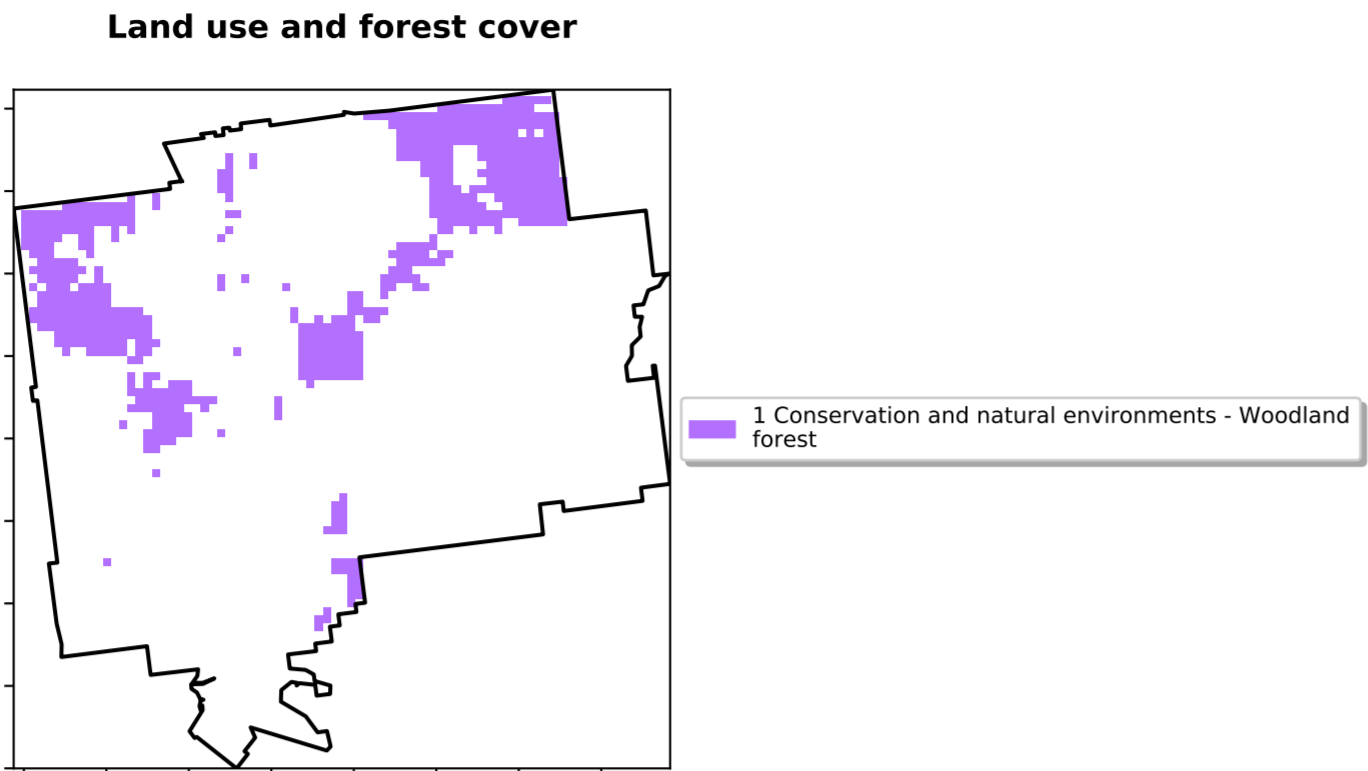 Land use and forest cover
1 Conservation and natural environments - Woodland
forest